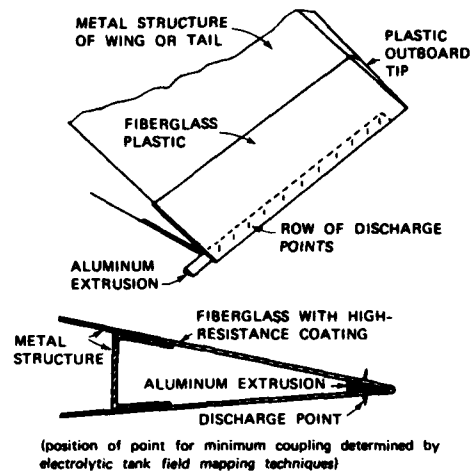 METAL STRUCTURE
OF WING OR TAIL
PLASTIC
OUTBOARD
TIP
FIBERGLASS
PLASTIC
ROW OF DISCHARGE
POINTS
ALUMINUM
EXTRUSION
FIBERGLASS WITH HIGH-
RESISTANCE COATING
METAL
STRUCTURE
ALUMINUM EXTRUSION
DISCHARGE POINT
(position of point for minimum coupling determined by
electrolytic tank field mapping techniques)